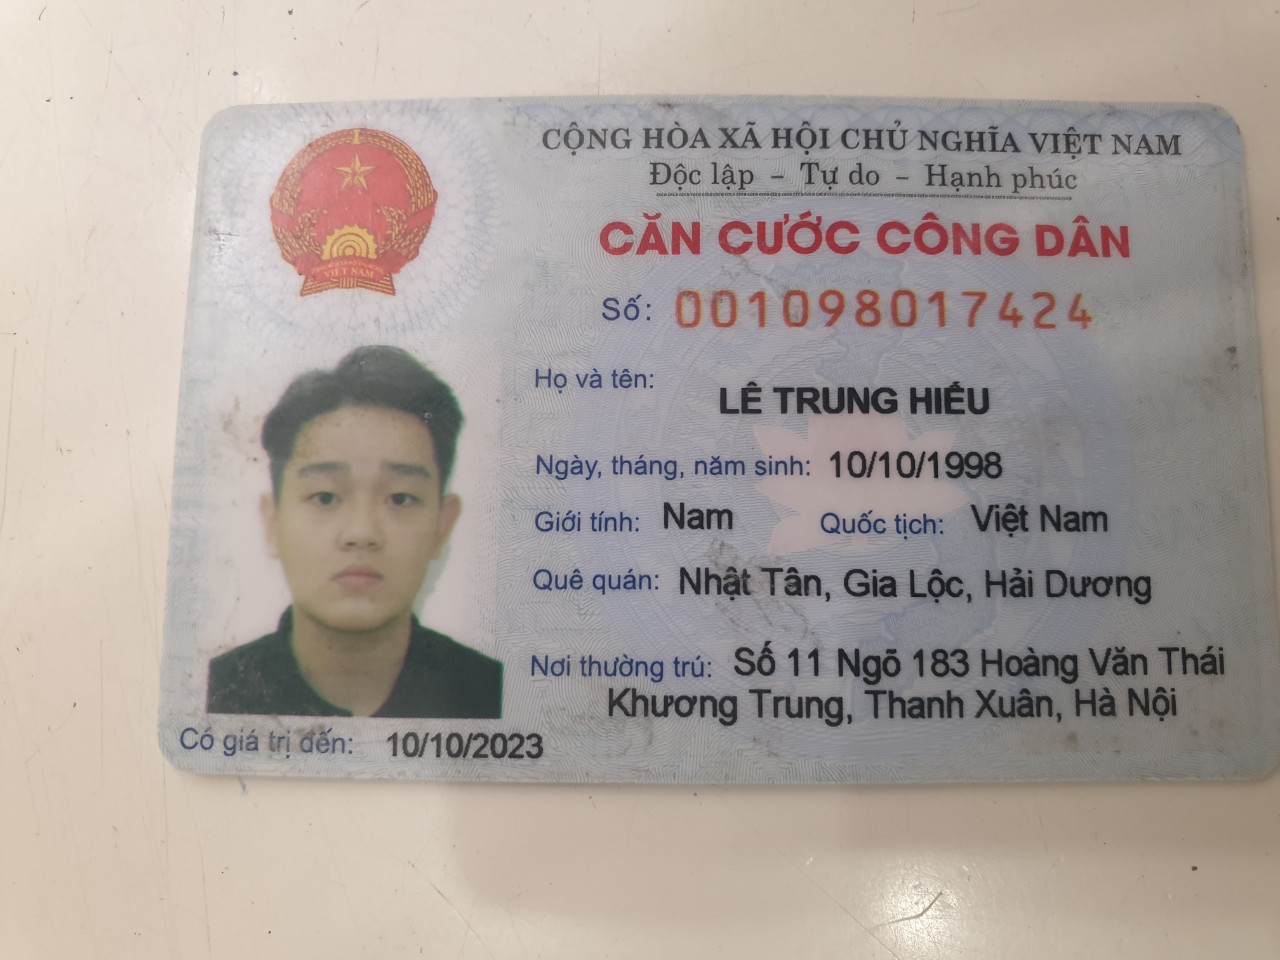 CỘNG HÒA XÃ HỘI CHỦ NGHĨA VIỆT NAM
Độc lập - Tự do - Hạnh phúc
CĂN CƯỚC CÔNG DÂN
Số: 001098017424
Họ và tên: LÊ TRUNG HIẾU
Ngày, tháng, năm sinh: 10/10/1998
Giới tính: Nam Quốc tịch: Việt Nam
Quê quán: Nhật Tân, Gia Lộc, Hải Dương
Nơi thường trú: Số 11 Ngõ 183 Hoàng Văn Thái
Khương Trung, Thanh Xuân, Hà Nội
Có giá trị đến: 10/10/2023
VIỆT NAM